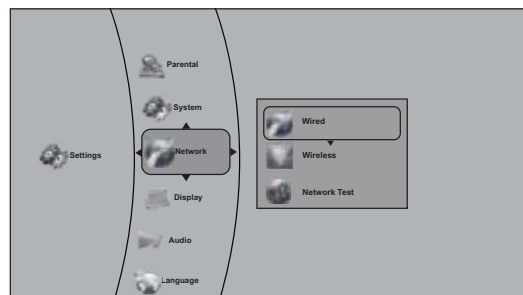 Settings
Parental
System
Network
Display
Audio
Language
Wired
Wireless
Network Test